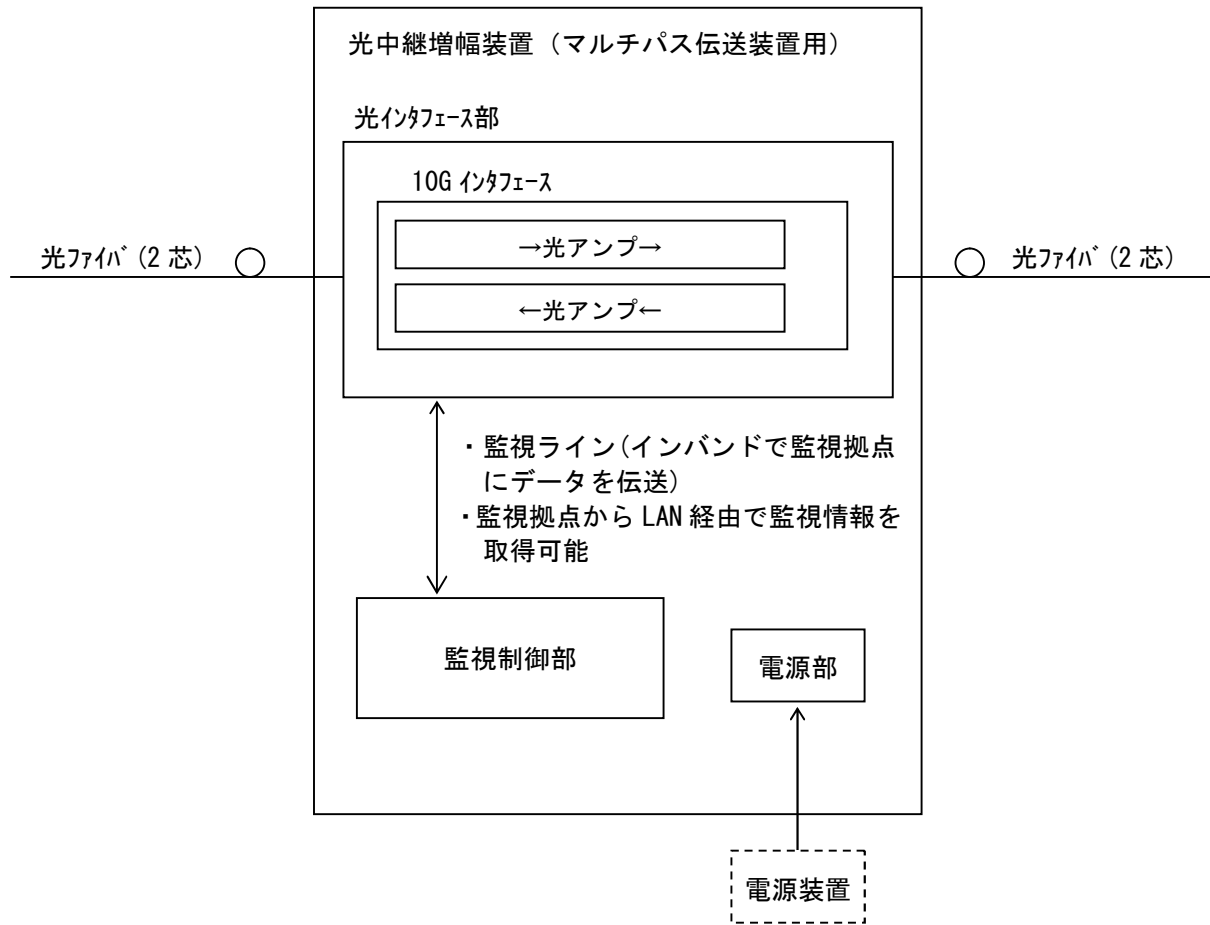 光中継増幅装置（マルチパス伝送装置用）
光ｲﾝﾀﾌｪｰｽ部
10G ｲﾝﾀﾌｪｰｽ
→光アンプ→
←光アンプ←
光ﾌｧｲﾊﾞ(2 芯)
光ﾌｧｲﾊﾞ(2 芯)
・監視ライン(インバンドで監視拠点
にデータを伝送)
・監視拠点から LAN 経由で監視情報を
取得可能
監視制御部
電源部
電源装置